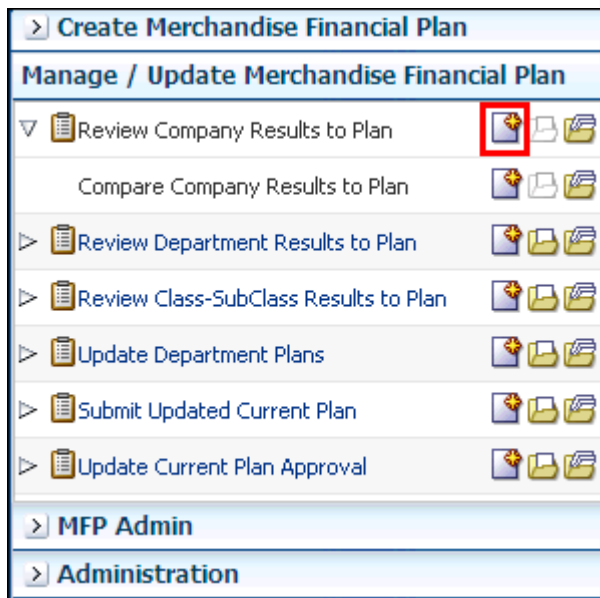 Create Merchandise Financial Plan
Manage / Update Merchandise Financial Plan
Review Company Results to Plan
Compare Company Results to Plan
Review Department Results to Plan
Review Class-SubClass Results to Plan
Update Department Plans
Submit Updated Current Plan
Update Current Plan Approval
MFP Admin
Administration